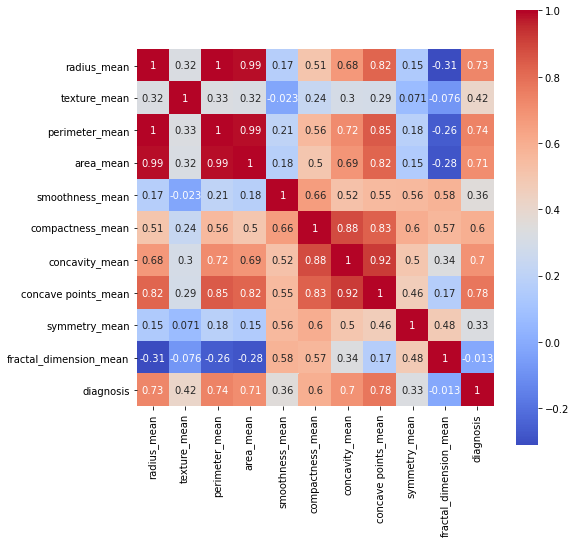 1.0
radius_mean 1 0.32 1 0.99 0.17 0.51 0.68 0.82 0.15 -0.31 0.73
texture_mean 0.32 1 0.33 0.32 -0.023 0.24 0.3 0.29 0.071 -0.076 0.42
0.8
perimeter_mean 1 0.33 1 0.99 0.21 0.56 0.72 0.85 0.18 -0.26 0.74
area_mean 0.99 0.32 0.99 1 0.18 0.5 0.69 0.82 0.15 -0.28 0.71
0.6
smoothness_mean 0.17 -0.023 0.21 0.18 1 0.66 0.52 0.55 0.56 0.58 0.36
compactness_mean 0.51 0.24 0.56 0.5 0.66 1 0.88 0.83 0.6 0.57 0.6
0.4
concavity_mean 0.68 0.3 0.72 0.69 0.52 0.88 1 0.92 0.5 0.34 0.7
0.2
concave points_mean 0.82 0.29 0.85 0.82 0.55 0.83 0.92 1 0.46 0.17 0.78
symmetry_mean 0.15 0.071 0.18 0.15 0.56 0.6 0.5 0.46 1 0.48 0.33
0.0
fractal_dimension_mean -0.31 -0.076 -0.26 -0.28 0.58 0.57 0.34 0.17 0.48 1 -0.013
diagnosis 0.73 0.42 0.74 0.71 0.36 0.6 0.7 0.78 0.33 -0.013 1
−0.2
radius_mean
texture_mean
perimeter_mean
area_mean
smoothness_mean
compactness_mean
concavity_mean
concave points_mean
symmetry_mean
fractal_dimension_mean
diagnosis